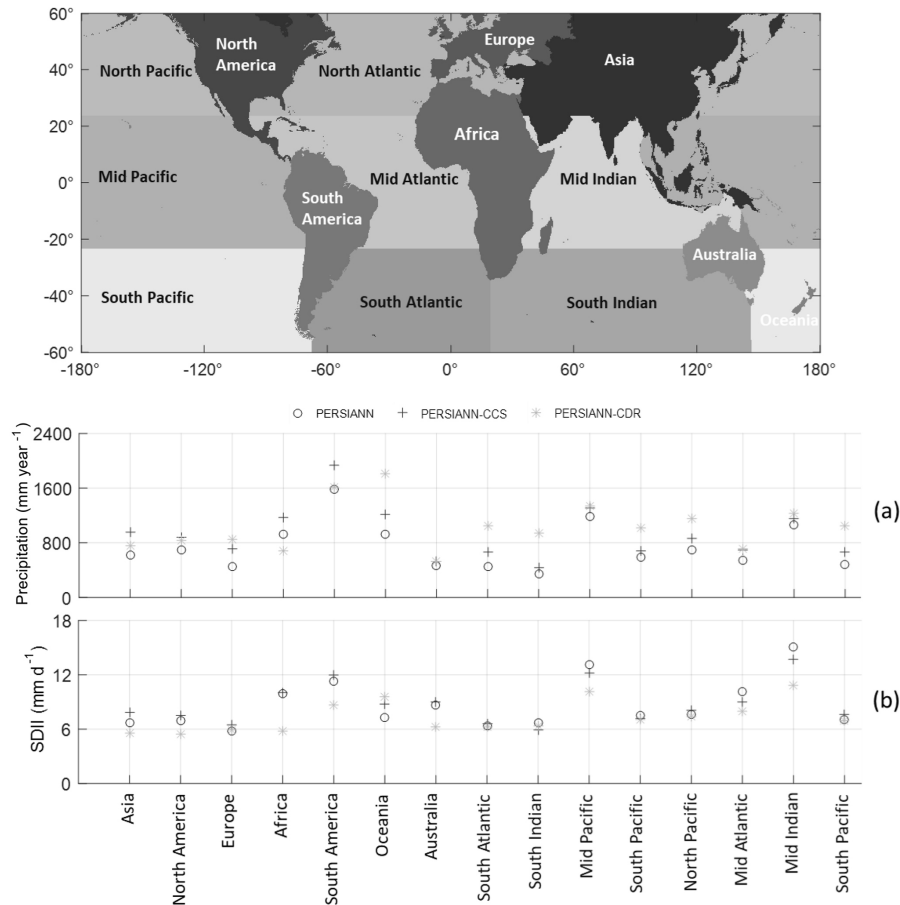 60°
North America
Europe
Asia
40°
North Pacific
North Atlantic
20°
Africa
Mid Pacific
Mid Atlantic
Mid Indian
0°
South America
-20°
Australia
South Pacific
South Atlantic
South Indian
-40°
Oceania
-60°
-180° -120° -60° 0° 60° 120° 180°
PERSIANN PERSIANN-CCS PERSIANN-CDR
Precipitation (mm year -1)
2400
1600
800
0
(a)
SDII (mm d-1)
18
12
6
0
(b)
Asia
North America
Europe
Africa
South America
Oceania
Australia
South Atlantic
South Indian
Mid Pacific
South Pacific
North Pacific
Mid Atlantic
Mid Indian
South Pacific